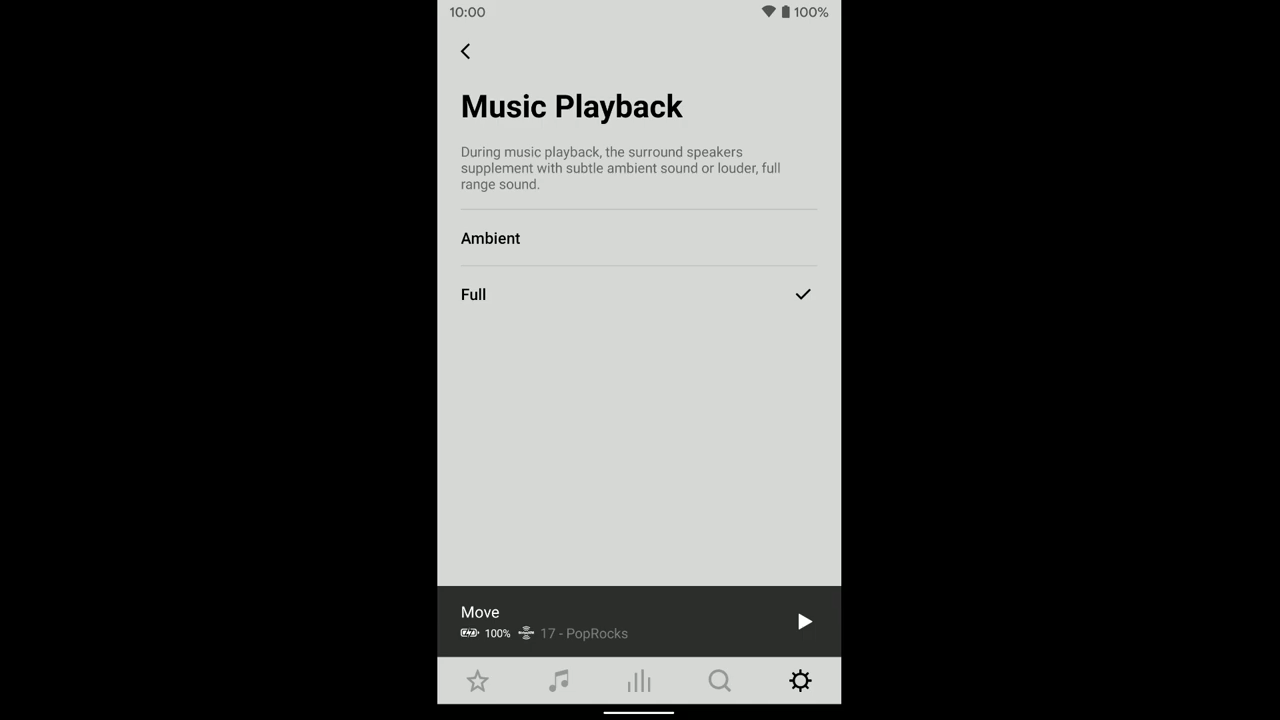 10:00
100%
Music Playback
During music playback, the surround speakers
supplement with subtle ambient sound or louder, full
range sound.
Ambient
Full
Move
100% 17 - PopRocks